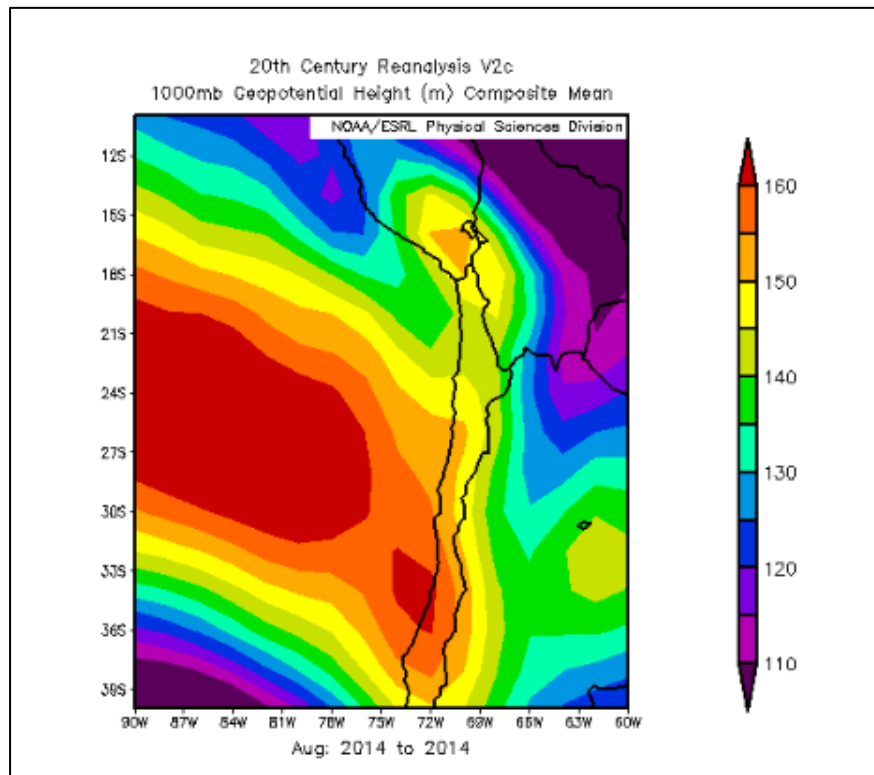 20th Century Reanalysis V2c
1000mb Geopotential Height (m) Composite Mean
NOAA/ESRL Physical Sciences Division
12S
15S
18S
21S
24S
27S
30S
33S
36S
39S
90W 87W 84W 81W 78W 75W 72W 69W 66W 63W 60W
Aug: 2014 to 2014
160
150
140
130
120
110